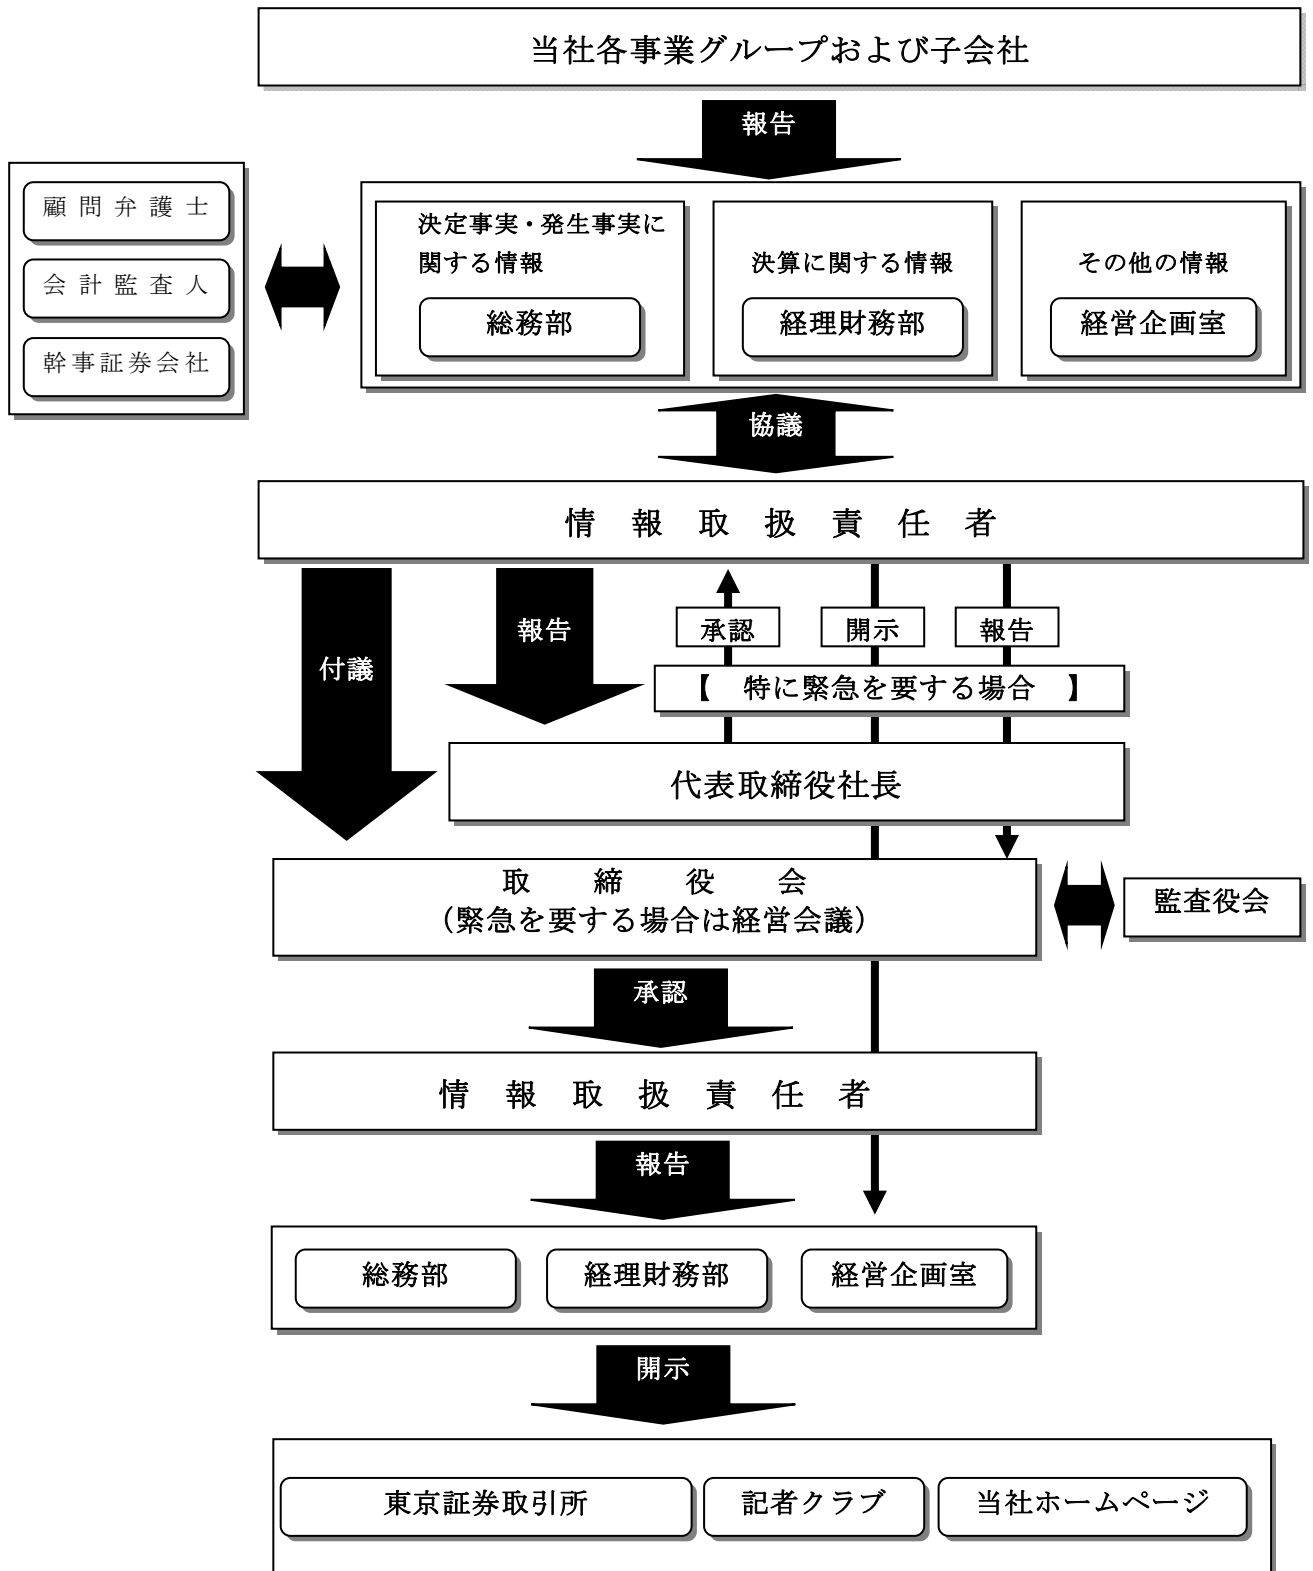 当社各事業グループおよび子会社
報告
顧問弁護士
会計監査人
幹事証券会社
決定事実・発生事実に
関する情報
総務部
決算に関する情報
経理財務部
その他の情報
経営企画室
協議
情報取扱責任者
付議
報告
承認
開示
報告
【 特に緊急を要する場合 】
代表取締役社長
取締役会
（緊急を要する場合は経営会議）
監査役会
承認
情報取扱責任者
報告
総務部
経理財務部
経営企画室
開示
東京証券取引所
記者クラブ
当社ホームページ